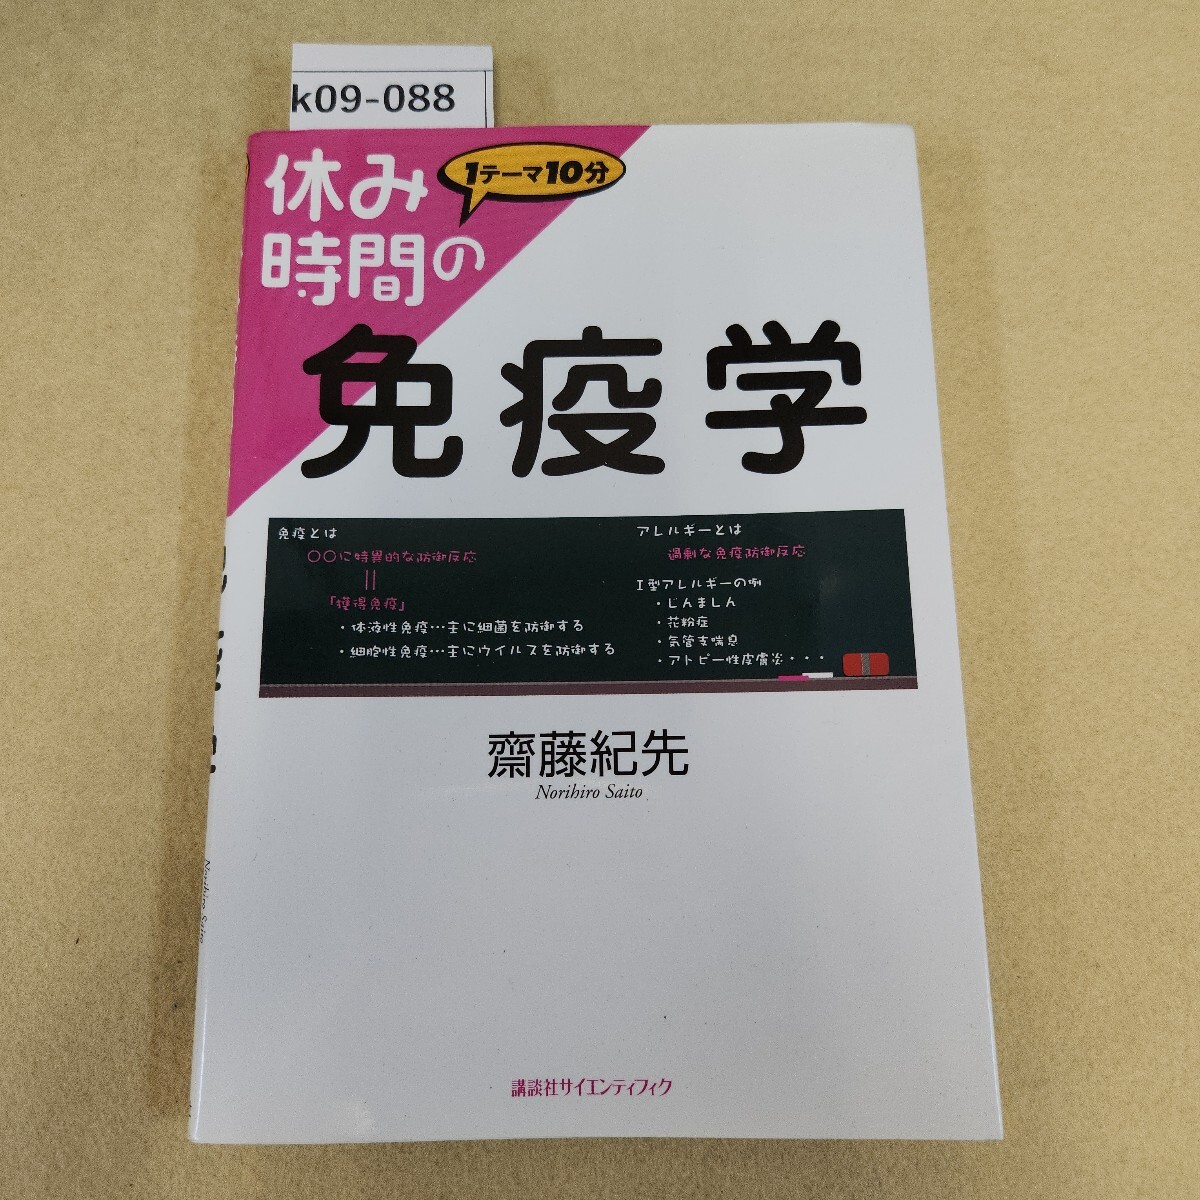 k09-088
休み
時間の
1テーマ10分
免疫学
免疫とは
〇〇に特異的な防御反応
||
「獲得免疫」
・体液性免疫…主に細菌を防御する
・細胞性免疫…主にウイルスを防御する
アレルギーとは
過剰な免疫防御反応
I型アレルギーの例
・じんましん
・花粉症
・気管支喘息
・アトピー性皮膚炎・・・
齋藤紀先
Norihiro Saito
講談社サイエンティフィク
Norihiro Saito